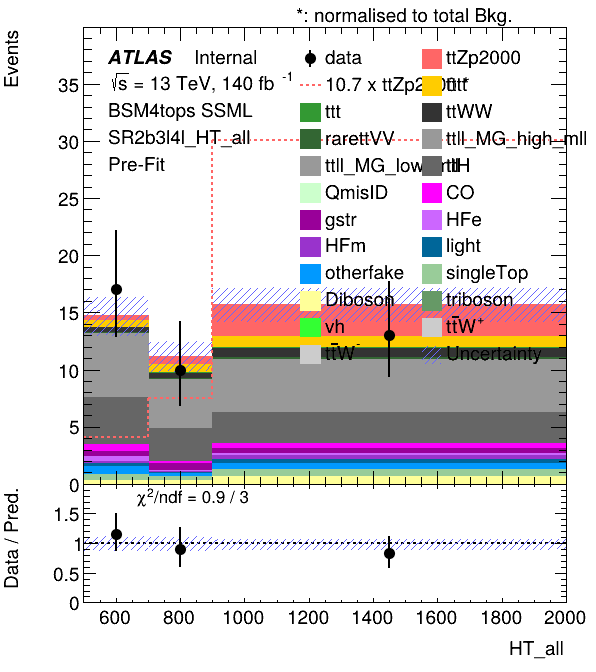 *: normalised to total Bkg.
Events
ATLAS Internal
√s = 13 TeV, 140 fb -1
BSM4tops SSML
SR2b3l4l_HT_all
Pre-Fit
data
ttZp2000
10.7 x ttZp2000*
tttt
ttt
ttWW
rarettVV
ttll_MG_high_mll
ttll_MG_low_mll
ttH
QmisID
CO
gstr
HFe
HFm
light
otherfake
singleTop
Diboson
triboson
vh
tt̄W+
tt̄W-
Uncertainty
35
30
25
20
15
10
5
0
χ2/ndf = 0.9 / 3
Data / Pred.
1.5
1
0.5
0
600 800 1000 1200 1400 1600 1800 2000
HT_all